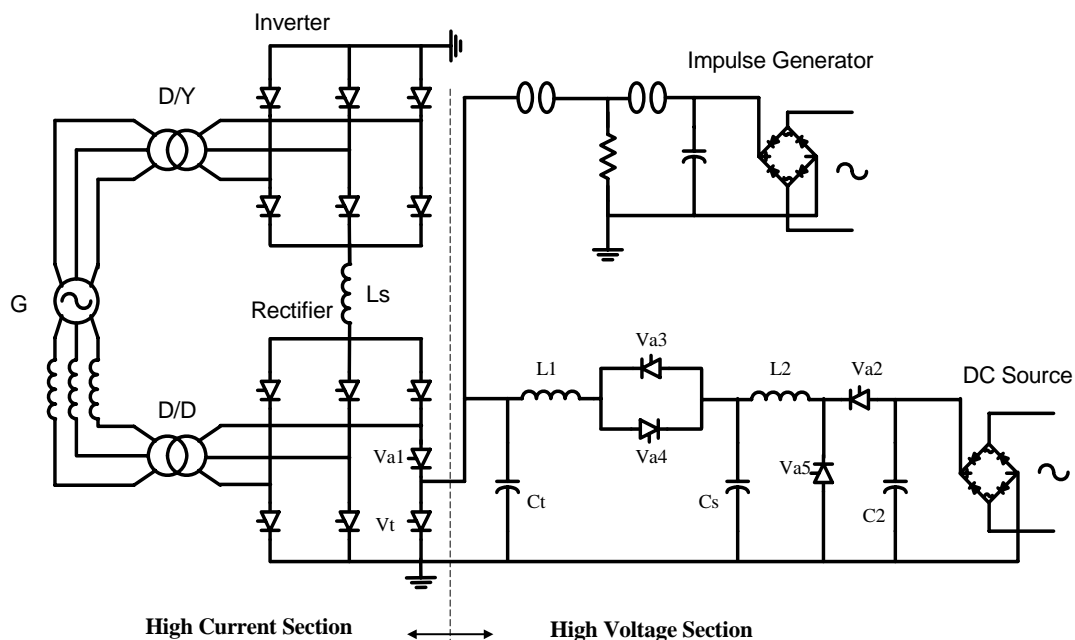 Inverter
Impulse Generator
D/Y
G
Ls
Rectifier
Va3
L1
L2
Va2
DC Source
D/D
Va1
Va4
Va5
Vt
Ct
Cs
C2
High Current Section
High Voltage Section